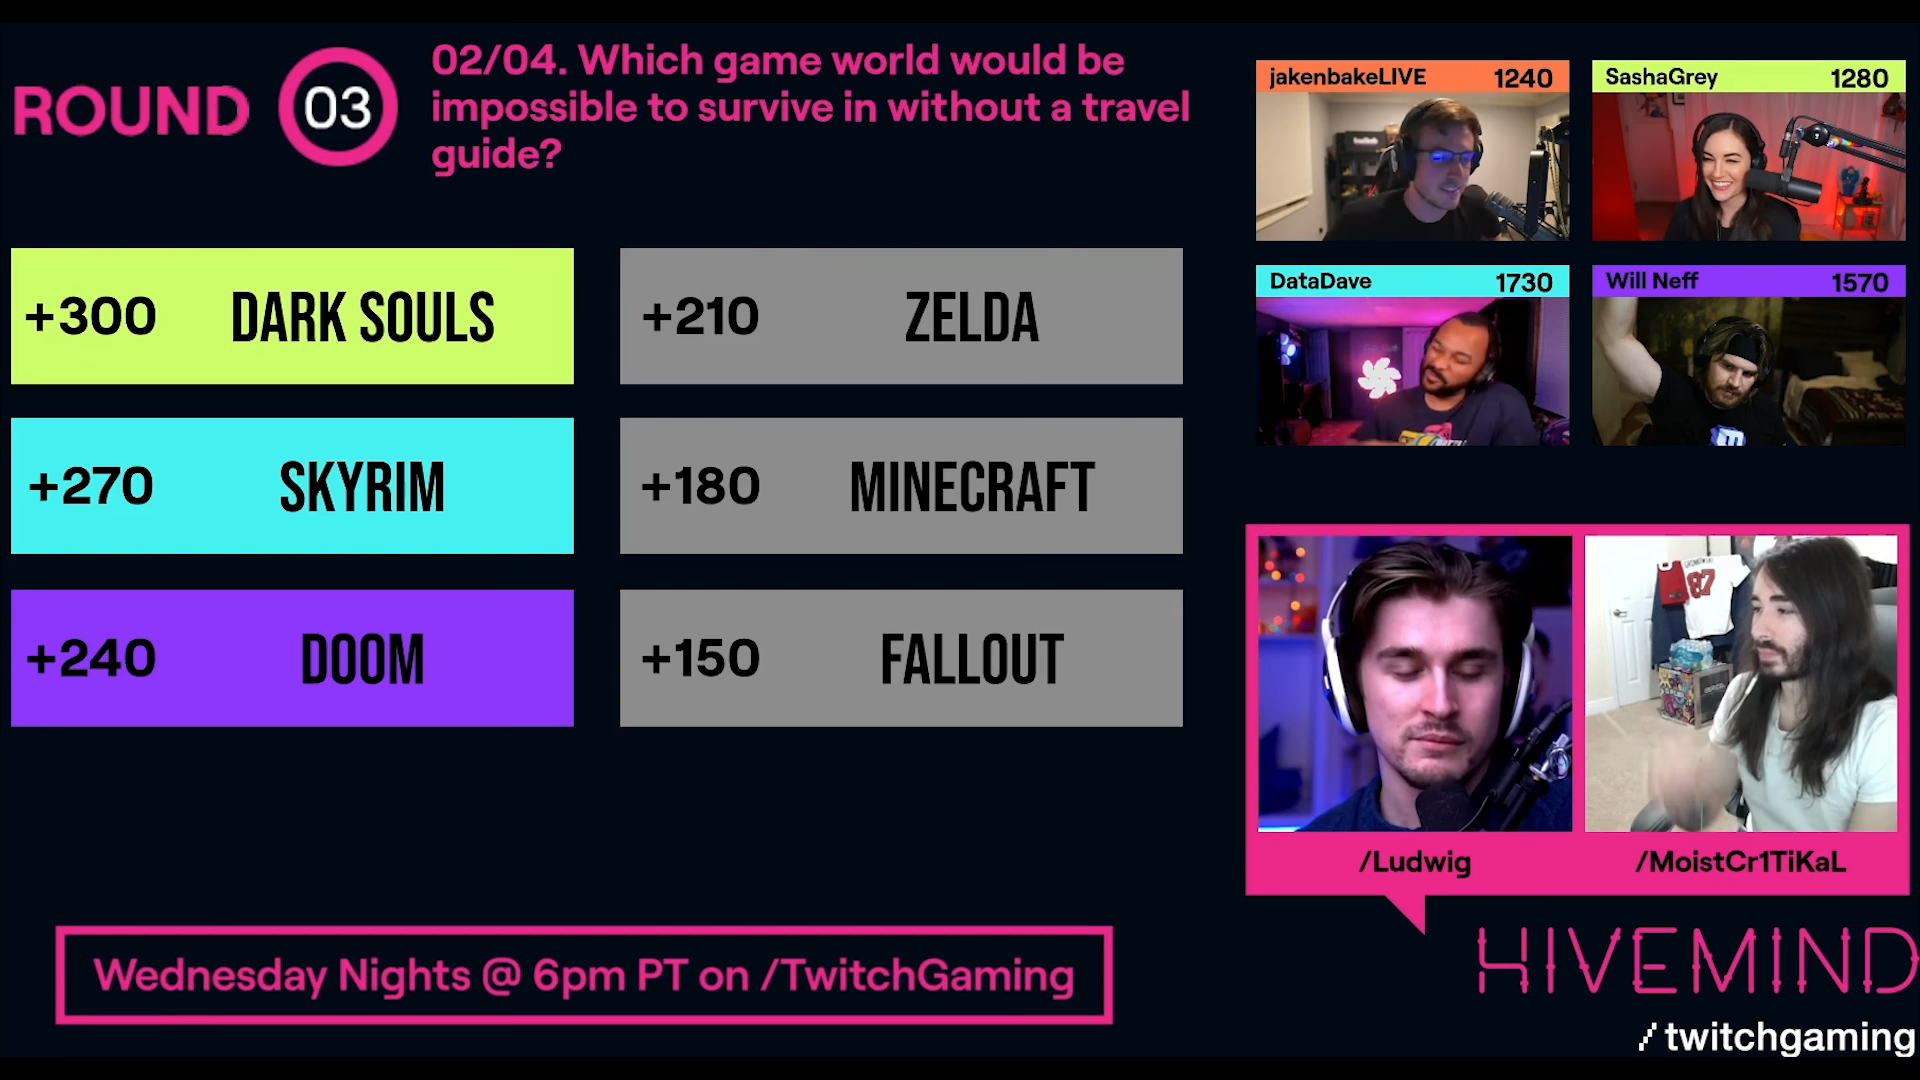 ROUND
03
02/04. Which game world would be
impossible to survive in without a travel
guide?
+300 DARK SOULS
+210 ZELDA
+270 SKYRIM
+180 MINECRAFT
+240 DOOM
+150 FALLOUT
jakenbakeLIVE 1240
SashaGrey 1280
DataDave 1730
Will Neff 1570
87
/Ludwig
/MoistCr1TiKaL
Wednesday Nights @ 6pm PT on /TwitchGaming
HIVEMIND
/twitchgaming